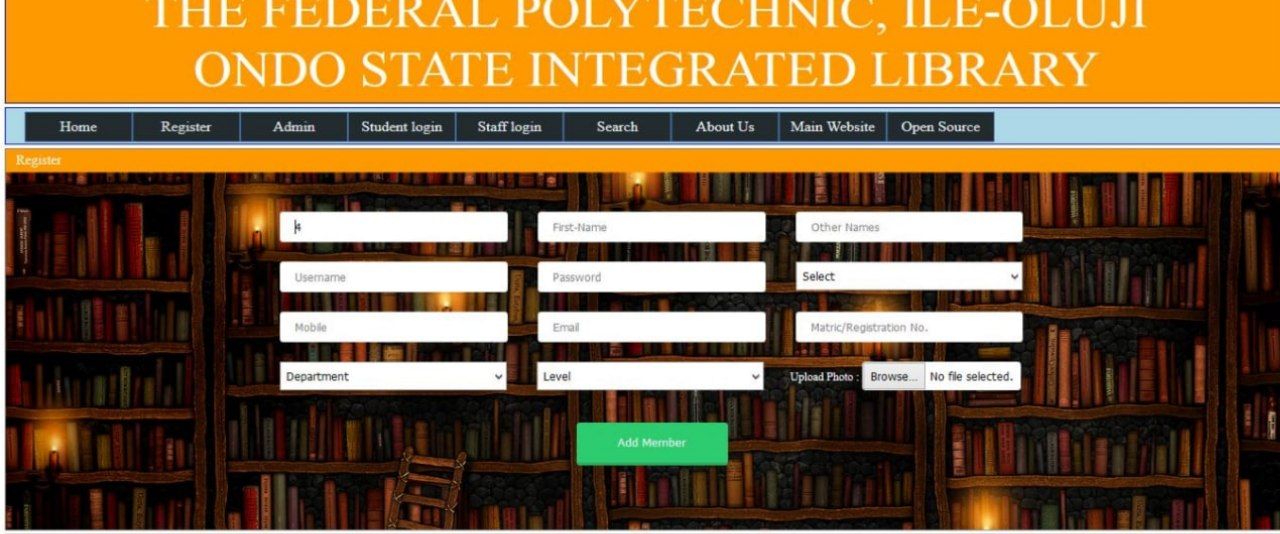 THE FEDERAL POLYTECHNIC, ILE-OLUJI
ONDO STATE INTEGRATED LIBRARY
Home Register Admin Student login Staff login Search About Us Main Website Open Source
Register
4 First-Name Other Names
Username Password Select
Mobile Email Matric/Registration No.
Department Level Upload Photo : Browse... No file selected.
Add Member